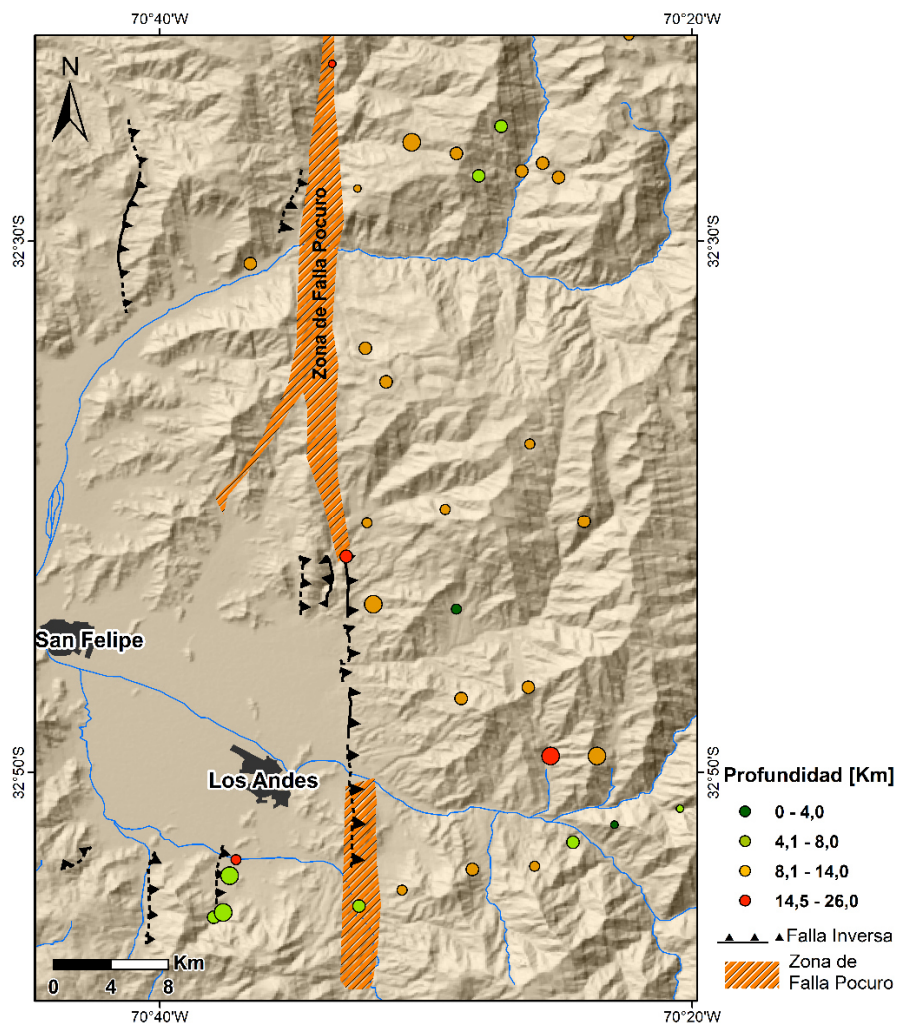 70°40'W
70°20'W
N
Zona de Falla Pocuro
32°30'S
32°30'S
San Felipe
Los Andes
32°50'S
32°50'S
Profundidad [Km]
0 - 4,0
4,1 - 8,0
8,1 - 14,0
14,5 - 26,0
Falla Inversa
Zona de
Falla Pocuro
Km
0 4 8
70°40'W
70°20'W